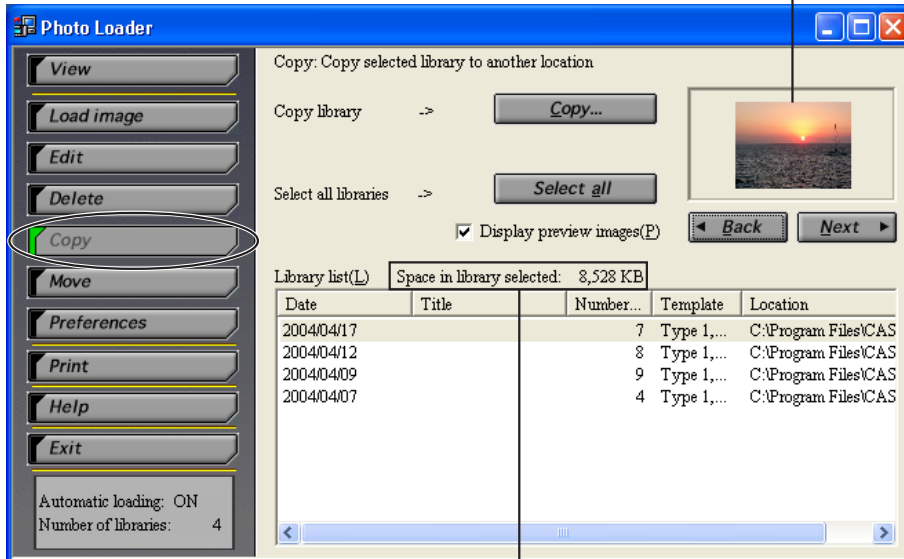 Photo Loader
View
Load image
Edit
Delete
Copy
Move
Preferences
Print
Help
Exit
Automatic loading: ON
Number of libraries: 4
Copy: Copy selected library to another location
Copy library -> Copy...
Select all libraries -> Select all
Display preview images(P)
Back Next
Library list(L) Space in library selected: 8,528 KB
Date Title Number... Template Location
2004/04/17 7 Type 1,... C:\Program Files\CAS
2004/04/12 8 Type 1,... C:\Program Files\CAS
2004/04/09 9 Type 1,... C:\Program Files\CAS
2004/04/07 4 Type 1,... C:\Program Files\CAS